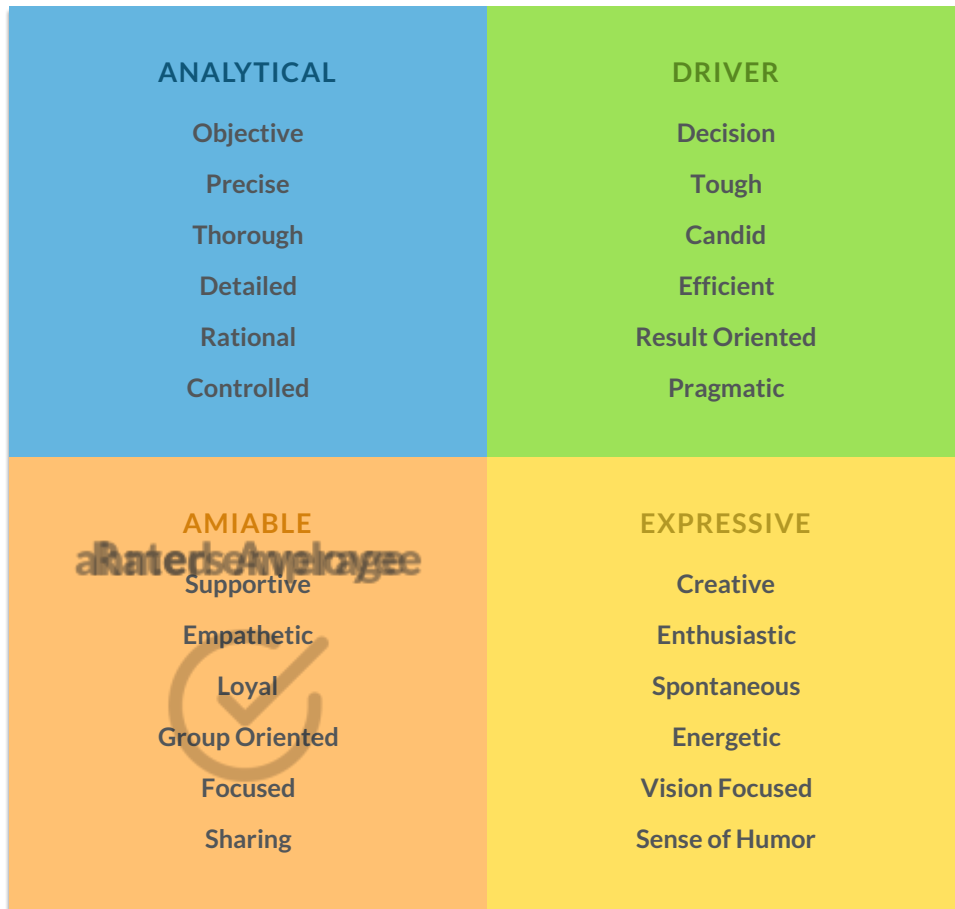 ANALYTICAL
Objective
Precise
Thorough
Detailed
Rational
Controlled
DRIVER
Decision
Tough
Candid
Efficient
Result Oriented
Pragmatic
AMIABLE
Supportive
Empathetic
Loyal
Group Oriented
Focused
Sharing
EXPRESSIVE
Creative
Enthusiastic
Spontaneous
Energetic
Vision Focused
Sense of Humor